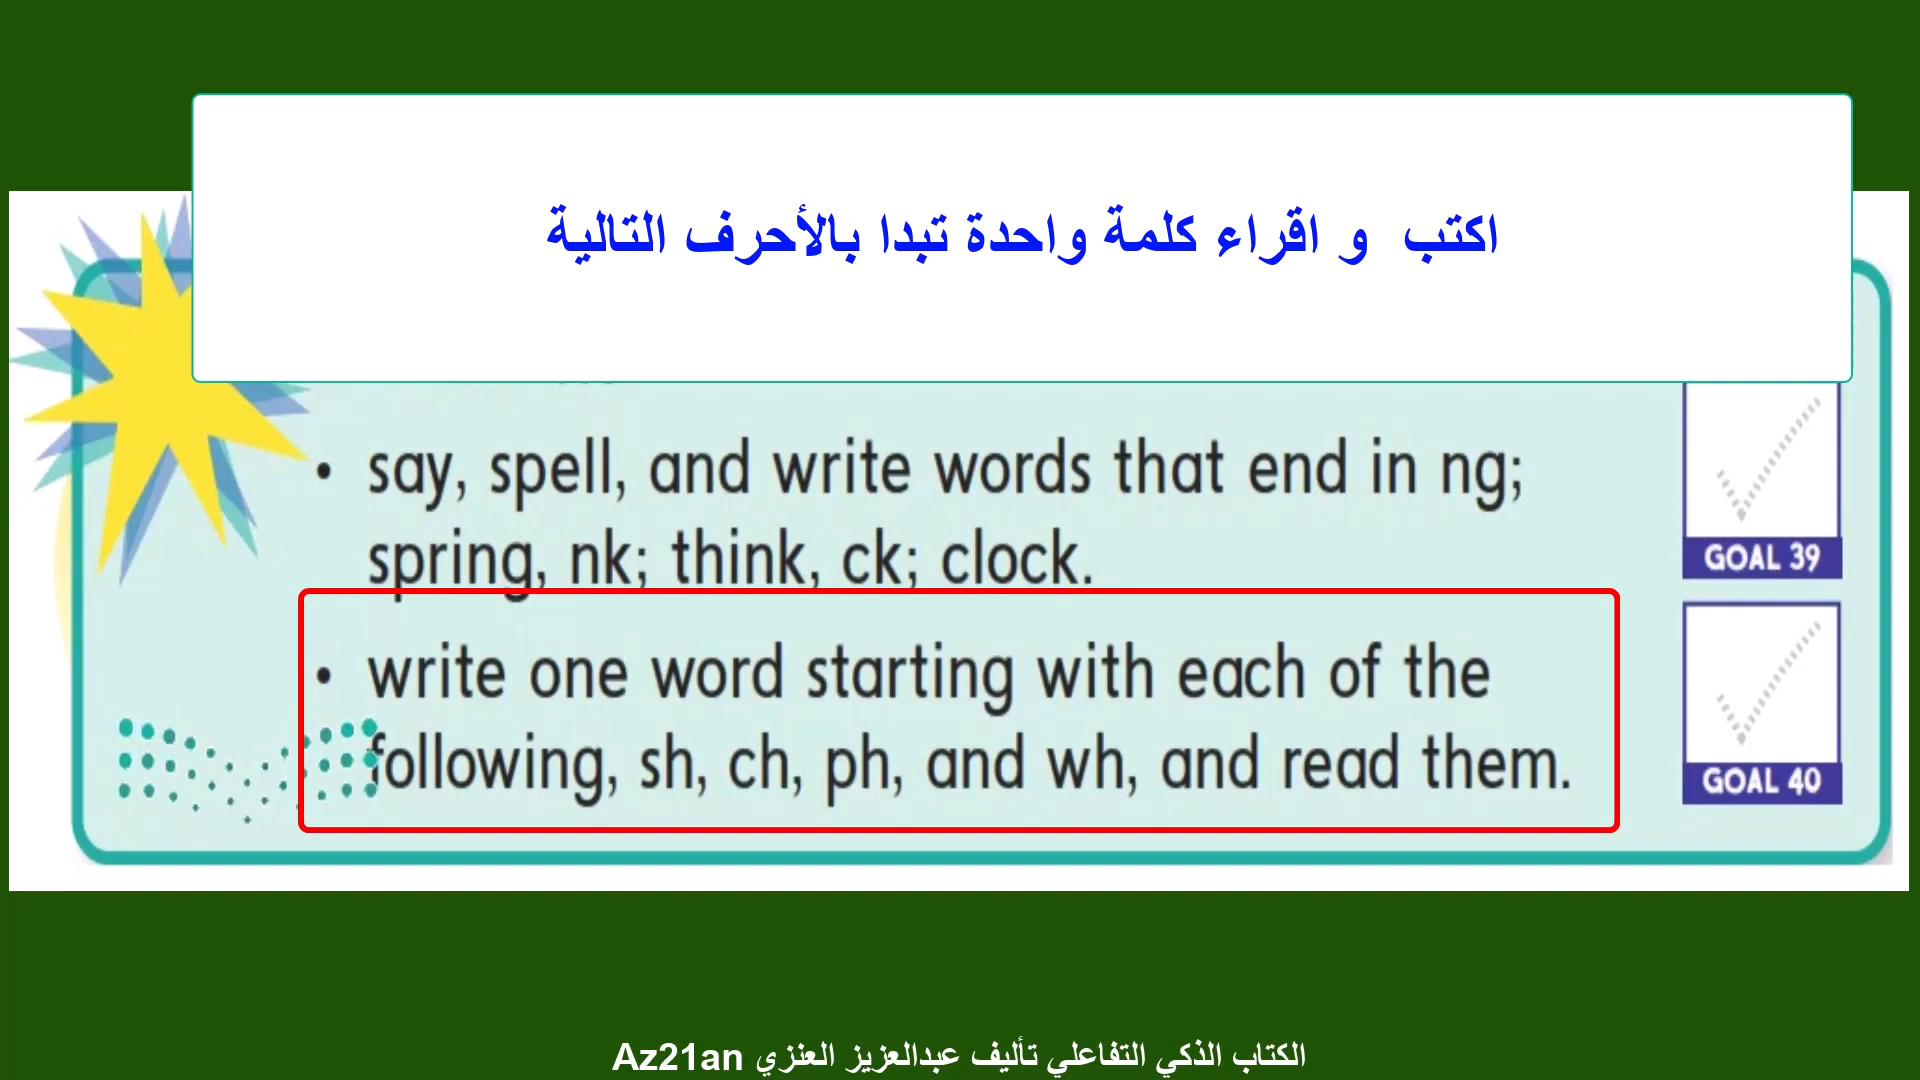 اكتب و اقراء كلمة واحدة تبدا بالأحرف التالية
• say, spell, and write words that end in ng;
spring, nk; think, ck; clock.
GOAL 39
• write one word starting with each of the
following, sh, ch, ph, and wh, and read them.
GOAL 40
الكتاب الذكي التفاعلي تأليف عبدالعزيز العنزي Az21an